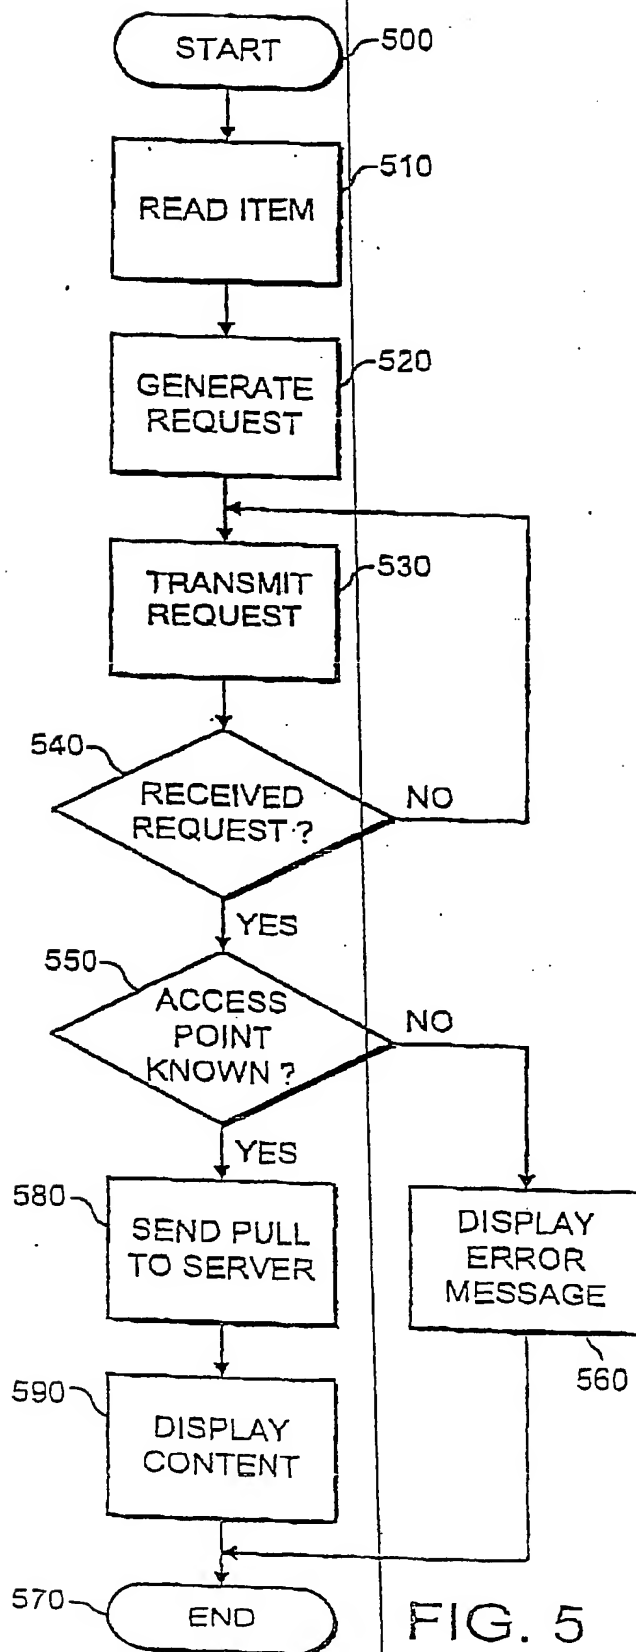 START
500
READ ITEM
510
GENERATE
REQUEST
520
TRANSMIT
REQUEST
530
540
RECEIVED
REQUEST?
NO
YES
550
ACCESS
POINT
KNOWN?
NO
YES
580
SEND PULL
TO SERVER
DISPLAY
ERROR
MESSAGE
560
590
DISPLAY
CONTENT
570
END
FIG. 5